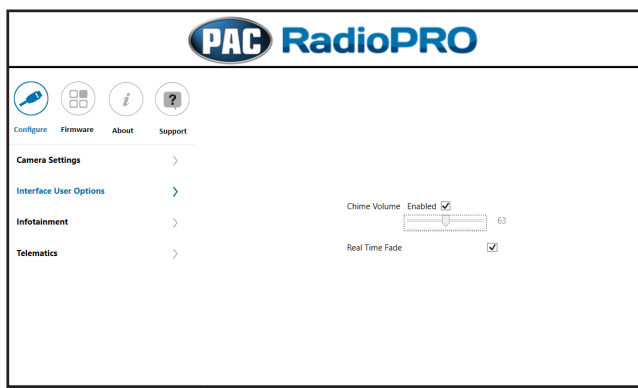 PAC RadioPRO
Configure Firmware About Support
Camera Settings
Interface User Options
Infotainment
Telematics
Chime Volume Enabled
63
Real Time Fade